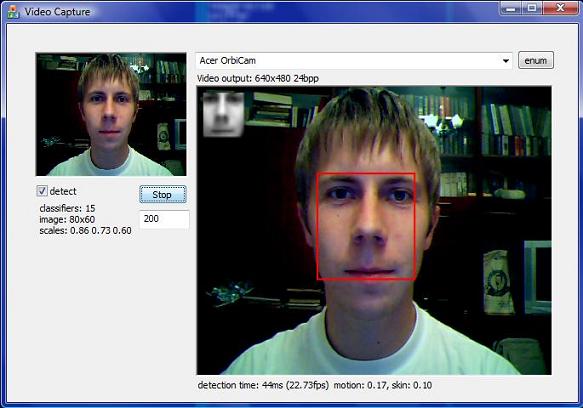 Video Capture
Acer OrbiCam
enum
Video output: 640x480 24bpp
detect
Stop
classifiers: 15
image: 80x60
scales: 0.86 0.73 0.60
200
detection time: 44ms (22.73fps) motion: 0.17, skin: 0.10